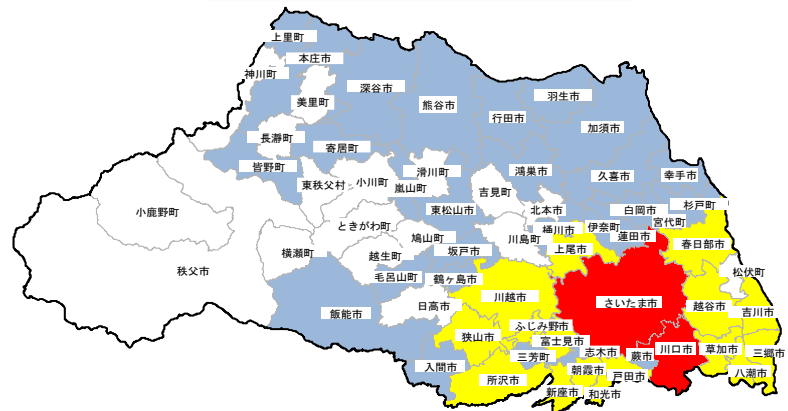 上里町
本庄市
神川町
深谷市
美里町
熊谷市
羽生市
行田市
加須市
長瀞町
寄居町
皆野町
滑川町
鴻巣市
久喜市
幸手市
東秩父村
小川町
嵐山町
吉見町
白岡市
杉戸町
小鹿野町
東松山市
北本市
宮代町
ときがわ町
鳩山町
川島町
桶川市
伊奈町
蓮田市
春日部市
横瀬町
越生町
坂戸市
上尾市
秩父市
毛呂山町
鶴ヶ島市
松伏町
日高市
川越市
さいたま市
越谷市
吉川市
飯能市
ふじみ野市
狭山市
富士見市
三芳町
志木市
蕨市
川口市
草加市
三郷市
入間市
所沢市
朝霞市
戸田市
八潮市
新座市
和光市